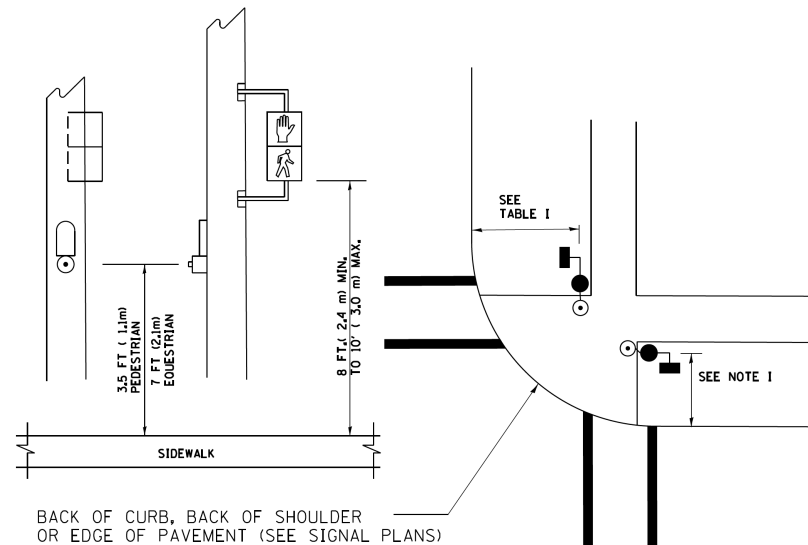 3.5 FT ( 1.1m)
PEDESTRIAN
7 FT (2.1m)
EQUESTRIAN
8 FT.( 2.4 m) MIN.
TO 10' ( 3.0 m) MAX.
SIDEWALK
SEE
TABLE I
SEE NOTE I
BACK OF CURB, BACK OF SHOULDER
OR EDGE OF PAVEMENT (SEE SIGNAL PLANS)